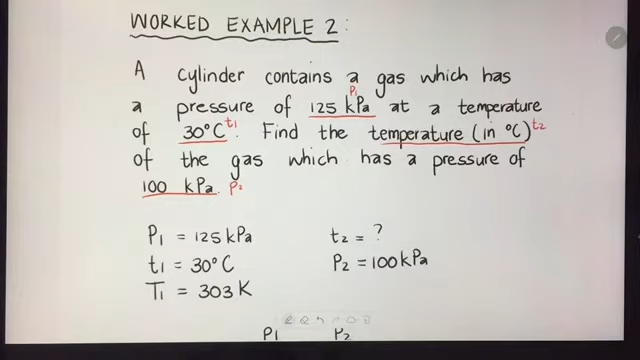 WORKED EXAMPLE 2:
A cylinder contains a gas which has
P1
a pressure of 125 kPa at a temperature
of 30°C t1. Find the temperature (in °C) t2
of the gas which has a pressure of
100 kPa. P2
P1 = 125 kPa
t1 = 30°C
T1 = 303 K
t2 = ?
P2 = 100 kPa
P1 P2